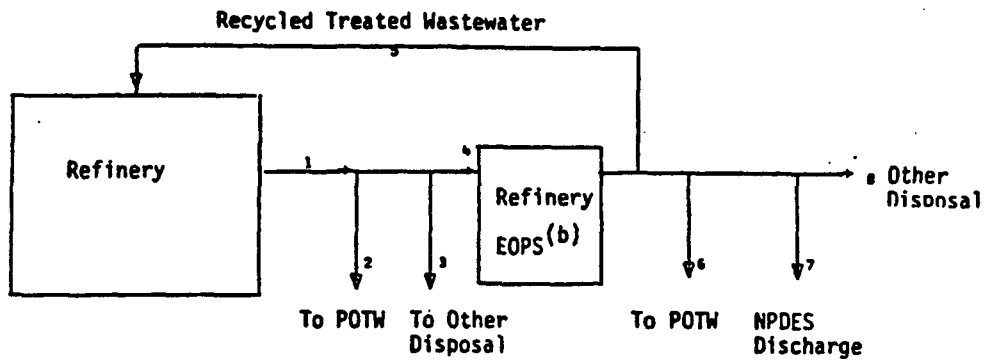 Recycled Treated Wastewater
5
Refinery
1
4
Refinery
EOPS(b)
8 Other
Disposal
2
3
6
7
To POTW
To Other
Disposal
To POTW
NPDES
Discharge